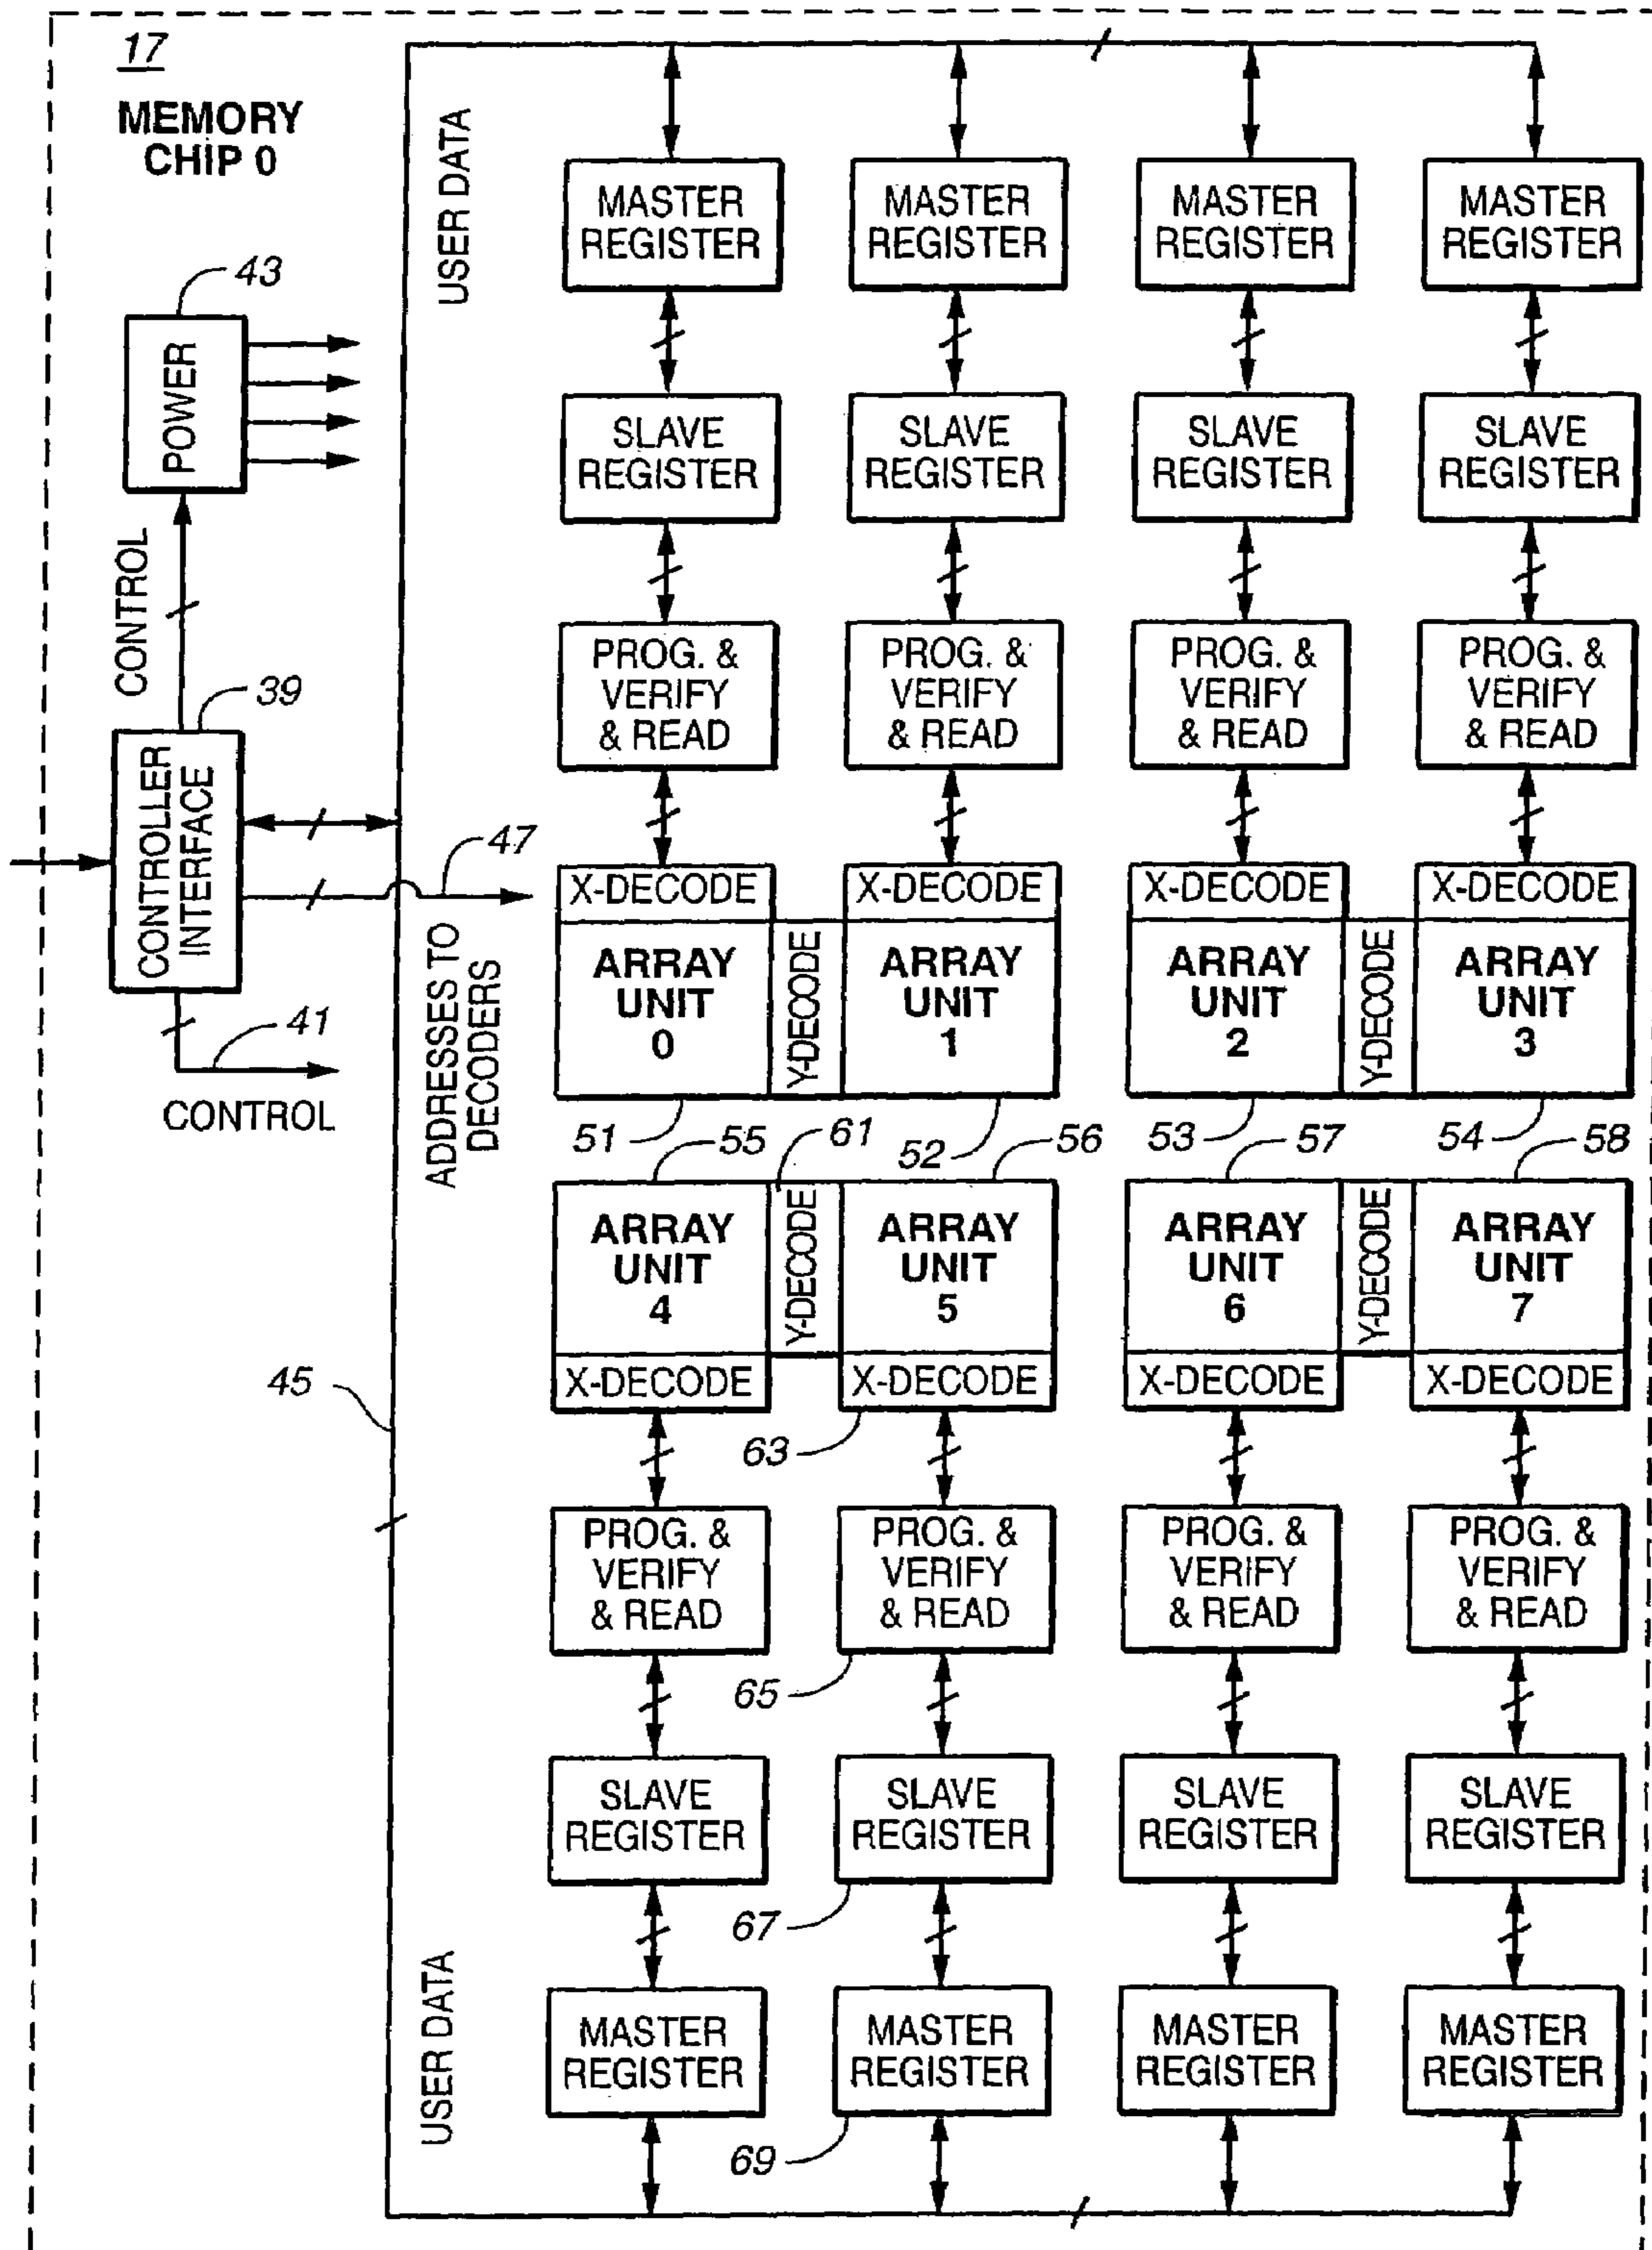 17
MEMORY
CHIP 0
USER DATA
MASTER
REGISTER
MASTER
REGISTER
MASTER
REGISTER
MASTER
REGISTER
43
POWER
SLAVE
REGISTER
SLAVE
REGISTER
SLAVE
REGISTER
SLAVE
REGISTER
CONTROL
PROG. &
VERIFY
& READ
PROG. &
VERIFY
& READ
PROG. &
VERIFY
& READ
PROG. &
VERIFY
& READ
39
CONTROLLER
INTERFACE
47
41
CONTROL
ADDRESSES TO
DECODERS
X-DECODE
X-DECODE
X-DECODE
X-DECODE
ARRAY
UNIT
0
Y-DECODE
ARRAY
UNIT
1
ARRAY
UNIT
2
Y-DECODE
ARRAY
UNIT
3
51
55
61
52
56
53
57
54
58
ARRAY
UNIT
4
Y-DECODE
ARRAY
UNIT
5
ARRAY
UNIT
6
Y-DECODE
ARRAY
UNIT
7
X-DECODE
X-DECODE
X-DECODE
X-DECODE
45
63
PROG. &
VERIFY
& READ
PROG. &
VERIFY
& READ
PROG. &
VERIFY
& READ
PROG. &
VERIFY
& READ
65
SLAVE
REGISTER
SLAVE
REGISTER
SLAVE
REGISTER
SLAVE
REGISTER
67
USER DATA
MASTER
REGISTER
MASTER
REGISTER
MASTER
REGISTER
MASTER
REGISTER
69